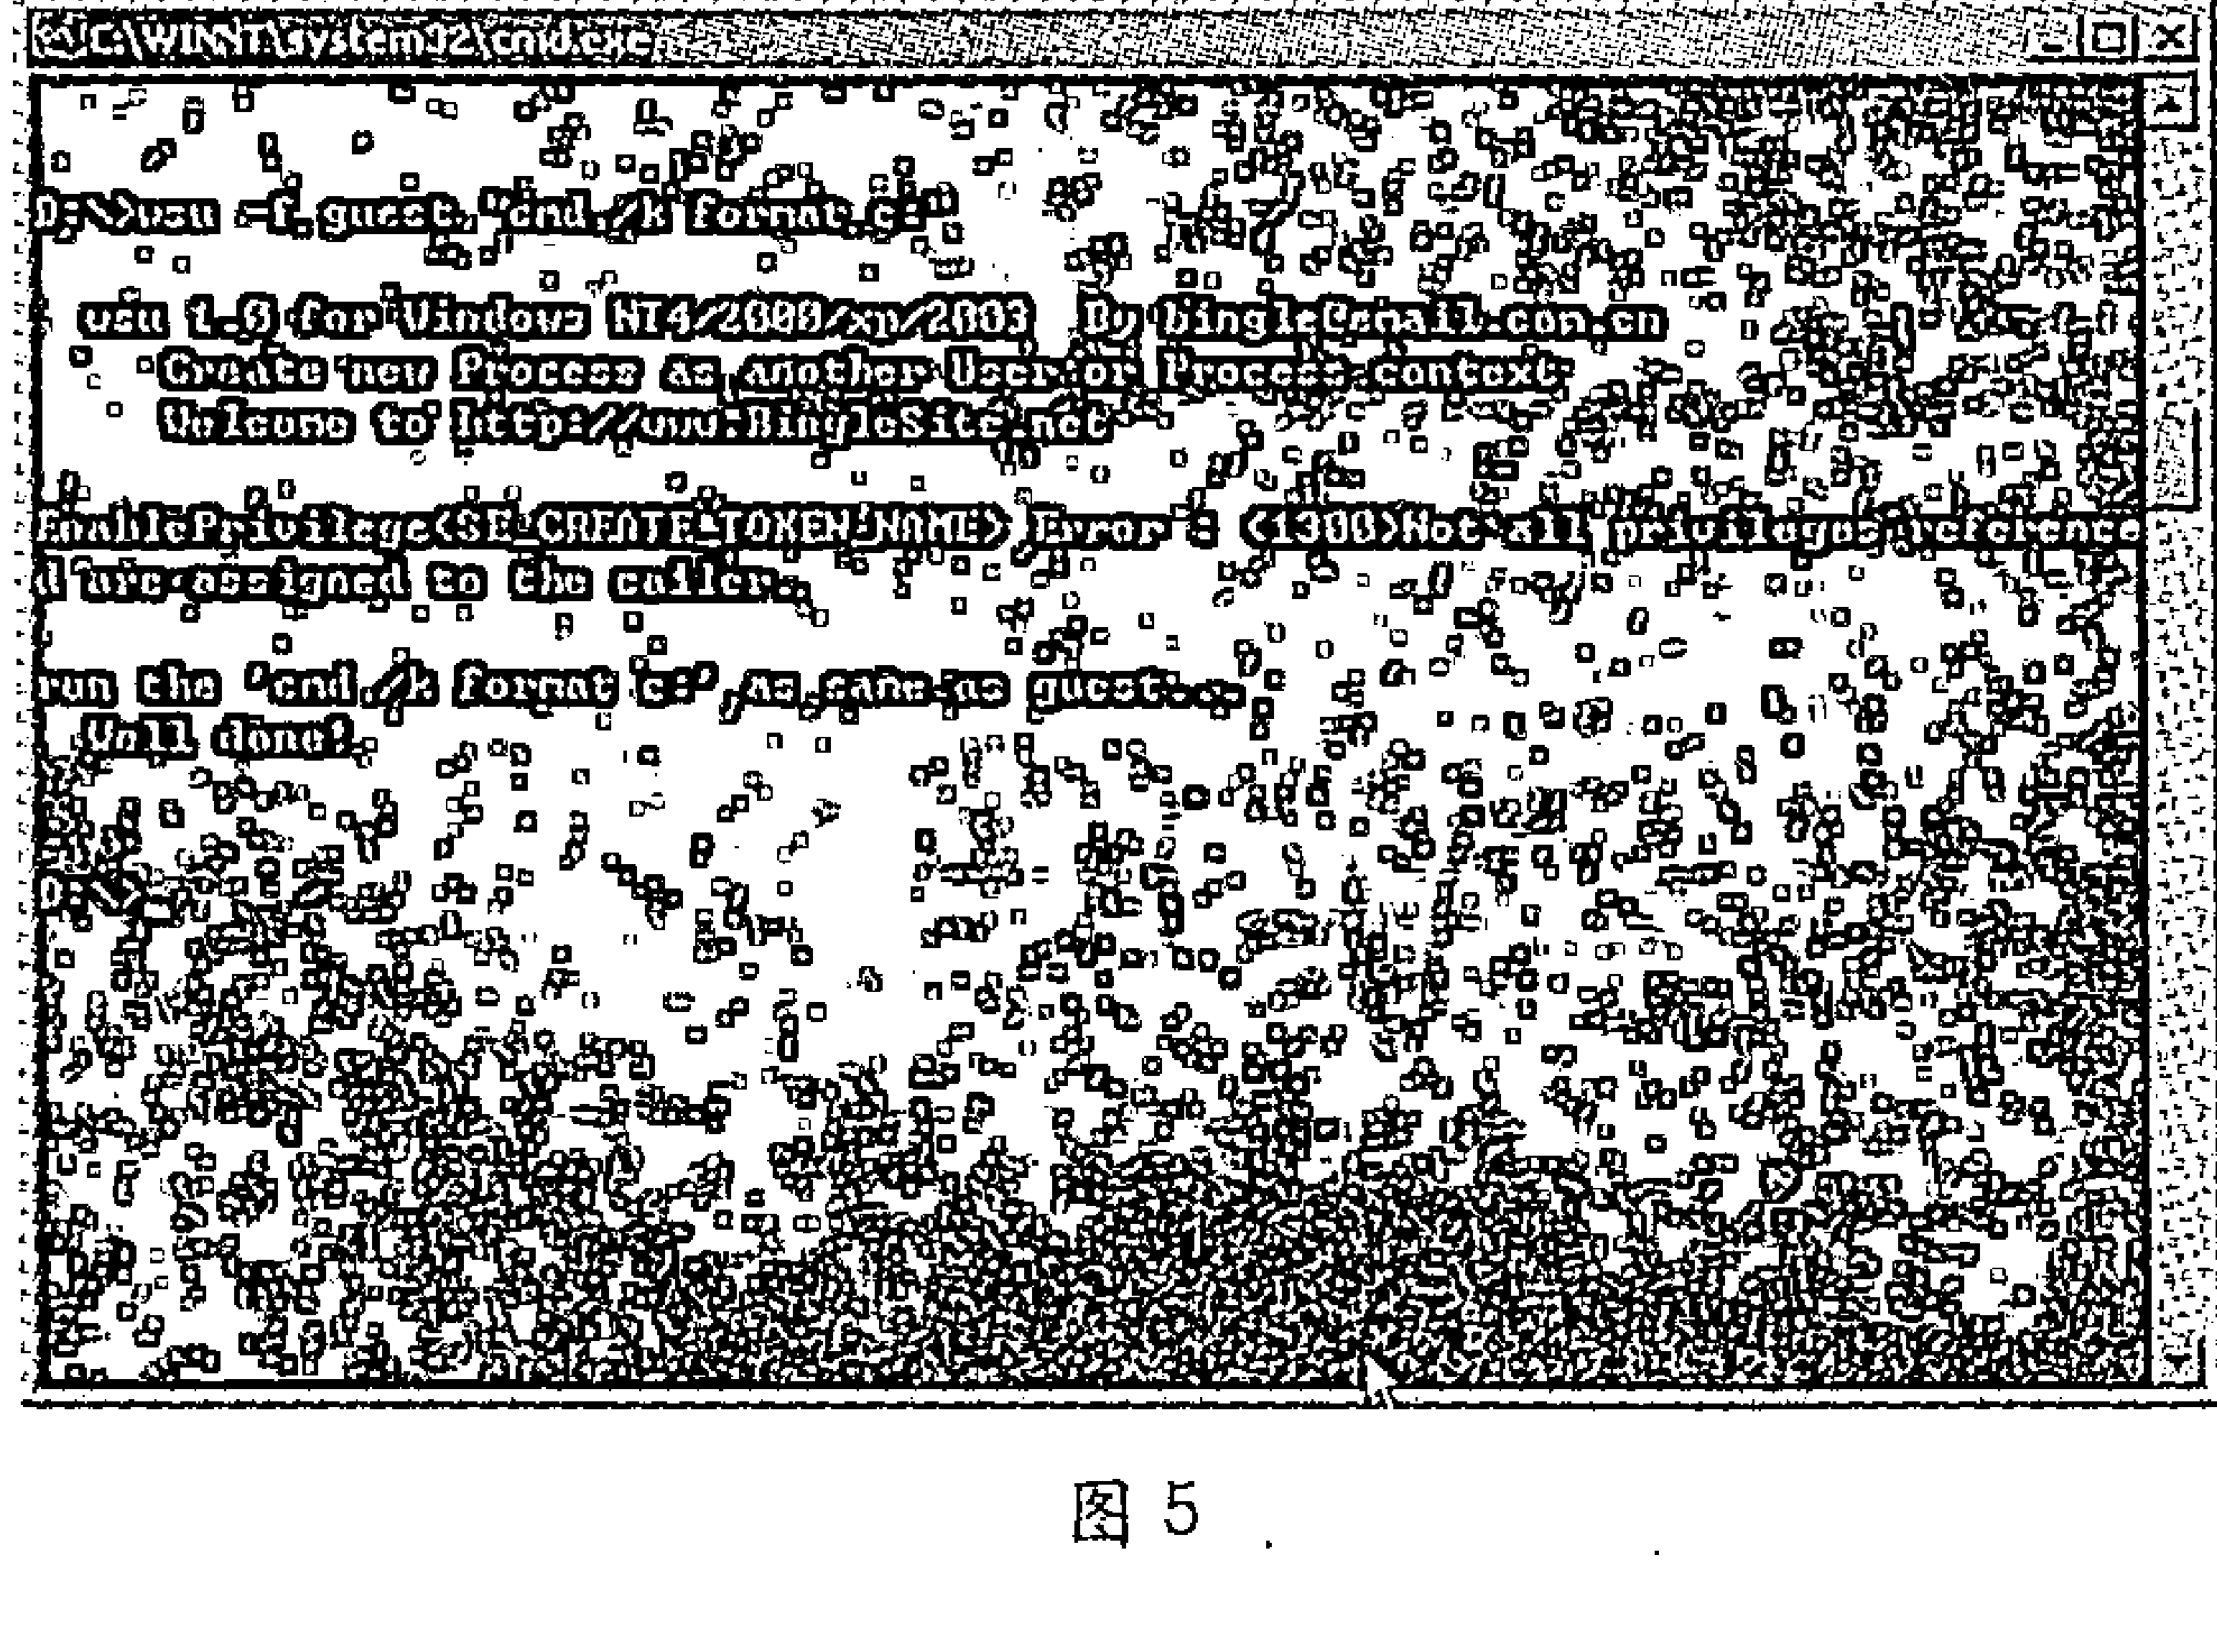 C:\WINNT\system32\cmd.exe
D:\>wsu -f guest "cmd /k format c:"
wsu 1.0 for Windows NT4/2000/xp/2003 By bingle@email.com.cn
Create new Process as another User or Process context
Welcome to http://www.BingleSite.net
EnablePrivilege(SE_CREATE_TOKEN_NAME) Error : (1300)Not all privileges reference
d are assigned to the caller.
run the "cmd /k format c:" As same as guest...
Well done!
图 5